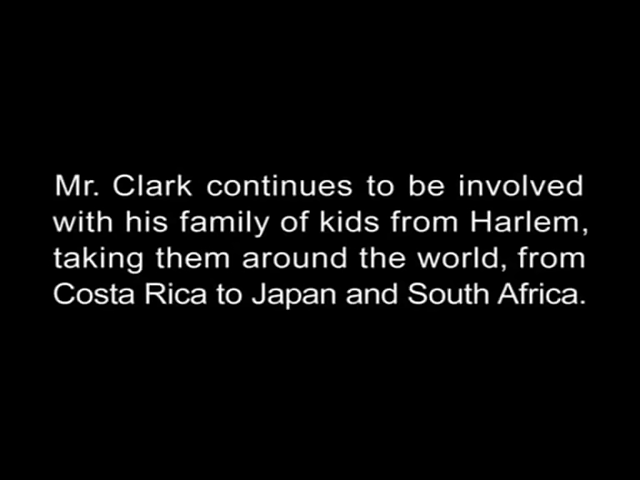 Mr. Clark continues to be involved
with his family of kids from Harlem,
taking them around the world, from
Costa Rica to Japan and South Africa.